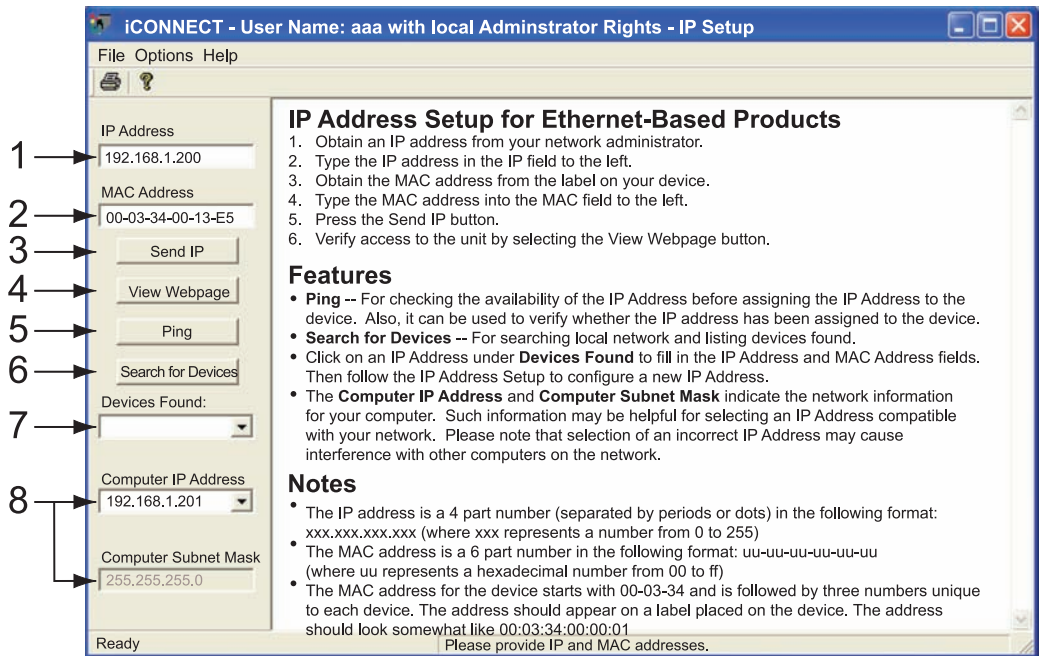 iCONNECT - User Name: aaa with local Adminstrator Rights - IP Setup
File Options Help
1
IP Address
192.168.1.200
2
MAC Address
00-03-34-00-13-E5
3
Send IP
4
View Webpage
5
Ping
6
Search for Devices
Devices Found:
7
Computer IP Address
8
192.168.1.201
Computer Subnet Mask
255.255.255.0
IP Address Setup for Ethernet-Based Products
1. Obtain an IP address from your network administrator.
2. Type the IP address in the IP field to the left.
3. Obtain the MAC address from the label on your device.
4. Type the MAC address into the MAC field to the left.
5. Press the Send IP button.
6. Verify access to the unit by selecting the View Webpage button.
Features
• Ping -- For checking the availability of the IP Address before assigning the IP Address to the
device. Also, it can be used to verify whether the IP address has been assigned to the device.
• Search for Devices -- For searching local network and listing devices found.
• Click on an IP Address under Devices Found to fill in the IP Address and MAC Address fields.
Then follow the IP Address Setup to configure a new IP Address.
• The Computer IP Address and Computer Subnet Mask indicate the network information
for your computer. Such information may be helpful for selecting an IP Address compatible
with your network. Please note that selection of an incorrect IP Address may cause
interference with other computers on the network.
Notes
• The IP address is a 4 part number (separated by periods or dots) in the following format:
xxx.xxx.xxx.xxx (where xxx represents a number from 0 to 255)
• The MAC address is a 6 part number in the following format: uu-uu-uu-uu-uu-uu
(where uu represents a hexadecimal number from 00 to ff)
• The MAC address for the device starts with 00-03-34 and is followed by three numbers unique
to each device. The address should appear on a label placed on the device. The address
should look somewhat like 00:03:34:00:00:01
Ready
Please provide IP and MAC addresses.